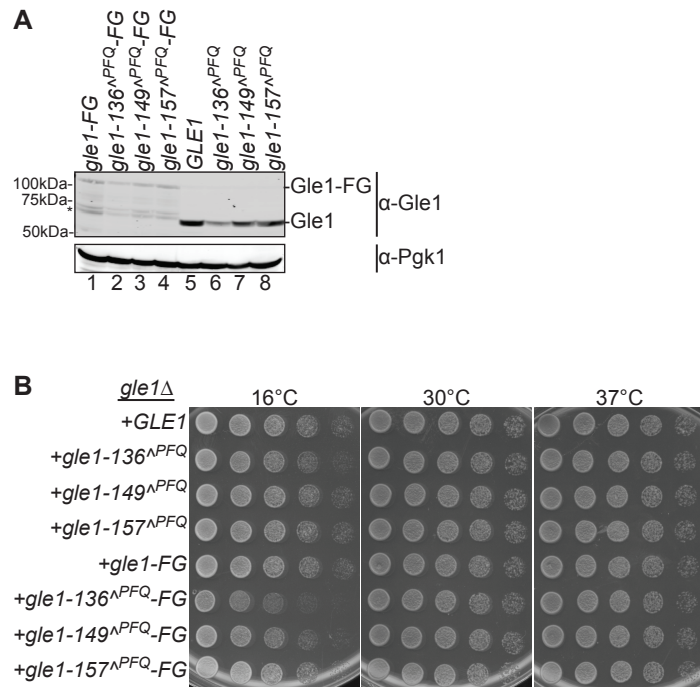 A
gle1-FG
gle1-136^PFQ-FG
gle1-149^PFQ-FG
gle1-157^PFQ-FG
GLE1
gle1-136^PFQ
gle1-149^PFQ
gle1-157^PFQ
100kDa-
75kDa-
*
50kDa-
-Gle1-FG
Gle1
α-Gle1
α-Pgk1
1 2 3 4 5 6 7 8
B
gle1Δ
16°C 30°C 37°C
+GLE1
+gle1-136^PFQ
+gle1-149^PFQ
+gle1-157^PFQ
+gle1-FG
+gle1-136^PFQ-FG
+gle1-149^PFQ-FG
+gle1-157^PFQ-FG